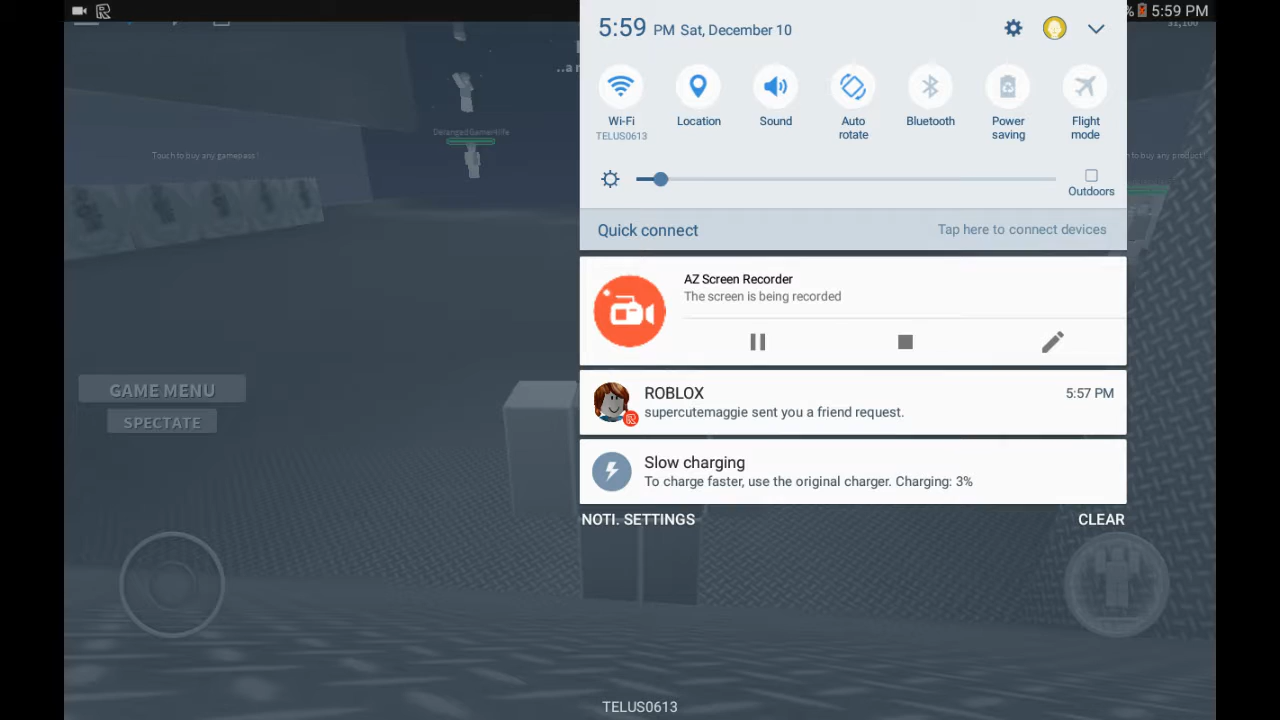 % 5:59 PM
5:59 PM Sat, December 10
Wi-Fi
TELUS0613
Location
Sound
Auto
rotate
Bluetooth
Power
saving
Flight
mode
Outdoors
Quick connect
Tap here to connect devices
AZ Screen Recorder
The screen is being recorded
ROBLOX
5:57 PM
supercutemaggie sent you a friend request.
Slow charging
To charge faster, use the original charger. Charging: 3%
NOTI. SETTINGS
CLEAR
Touch to buy any gamepass!
to buy any product!
GAME MENU
SPECTATE
TELUS0613